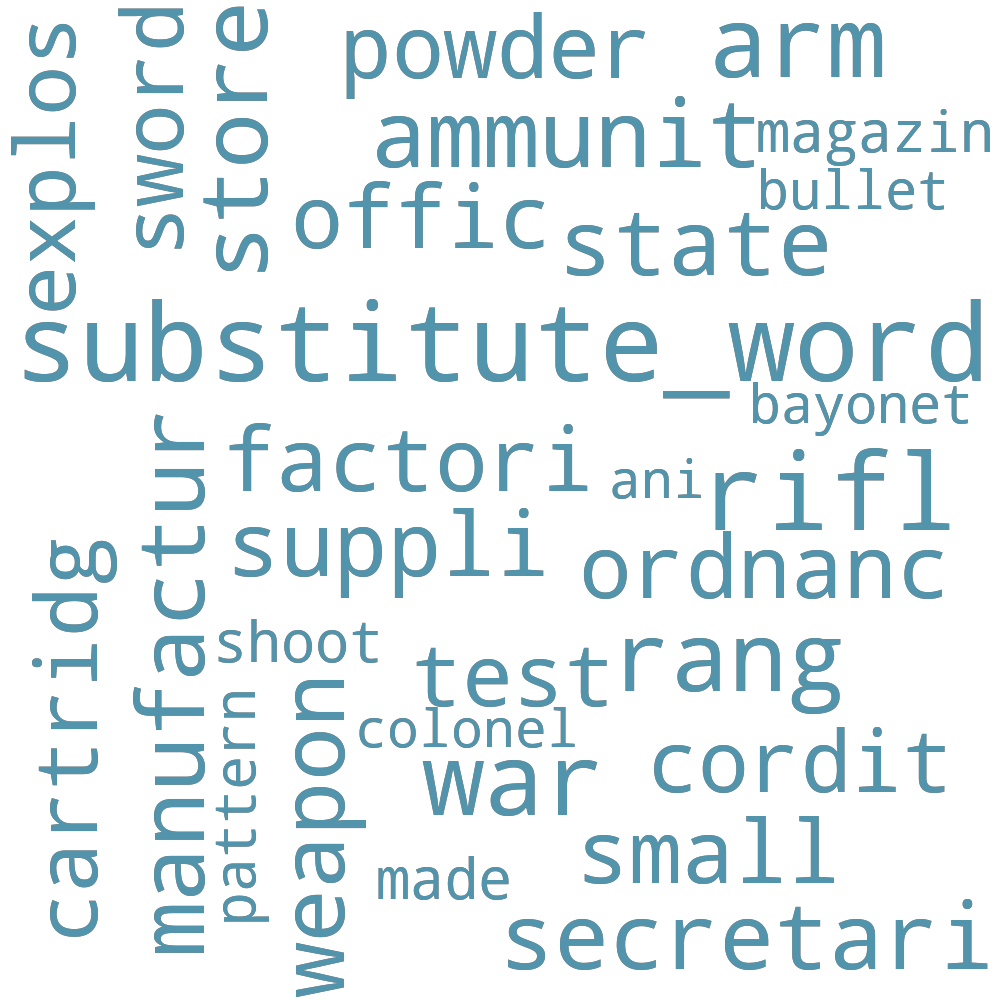 explos
sword
store
powder
arm
ammunit
magazin
bullet
offic
state
substitute_word
bayonet
factori
ani
rifl
suppli
ordnanc
cartridg
manufactur
shoot
test
rang
pattern
weapon
colonel
war
cordit
small
made
secretari